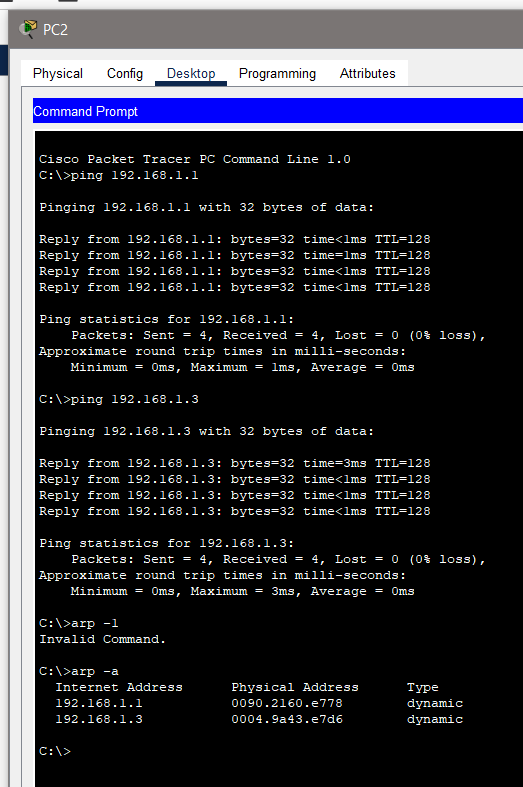 PC2
Physical Config Desktop Programming Attributes
Command Prompt
Cisco Packet Tracer PC Command Line 1.0
C:\>ping 192.168.1.1
Pinging 192.168.1.1 with 32 bytes of data:
Reply from 192.168.1.1: bytes=32 time<1ms TTL=128
Reply from 192.168.1.1: bytes=32 time=1ms TTL=128
Reply from 192.168.1.1: bytes=32 time<1ms TTL=128
Reply from 192.168.1.1: bytes=32 time<1ms TTL=128
Ping statistics for 192.168.1.1:
Packets: Sent = 4, Received = 4, Lost = 0 (0% loss),
Approximate round trip times in milli-seconds:
Minimum = 0ms, Maximum = 1ms, Average = 0ms
C:\>ping 192.168.1.3
Pinging 192.168.1.3 with 32 bytes of data:
Reply from 192.168.1.3: bytes=32 time=3ms TTL=128
Reply from 192.168.1.3: bytes=32 time<1ms TTL=128
Reply from 192.168.1.3: bytes=32 time<1ms TTL=128
Reply from 192.168.1.3: bytes=32 time<1ms TTL=128
Ping statistics for 192.168.1.3:
Packets: Sent = 4, Received = 4, Lost = 0 (0% loss),
Approximate round trip times in milli-seconds:
Minimum = 0ms, Maximum = 3ms, Average = 0ms
C:\>arp -l
Invalid Command.
C:\>arp -a
Internet Address Physical Address Type
192.168.1.1 0090.2160.e778 dynamic
192.168.1.3 0004.9a43.e7d6 dynamic
C:\>